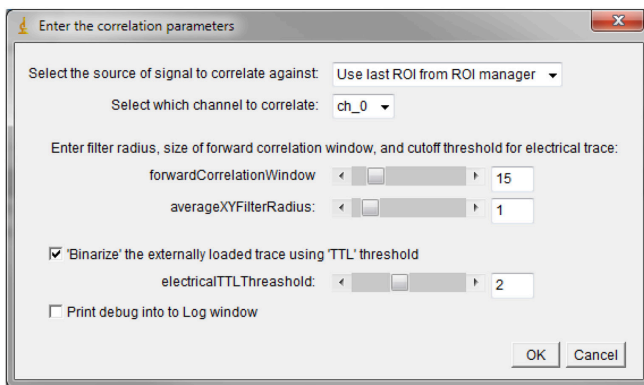 Enter the correlation parameters
Select the source of signal to correlate against: Use last ROI from ROI manager
Select which channel to correlate: ch_0
Enter filter radius, size of forward correlation window, and cutoff threshold for electrical trace:
forwardCorrelationWindow 15
averageXYFilterRadius: 1
'Binarize' the externally loaded trace using 'TTL' threshold
electricalTTLThreashold: 2
Print debug into to Log window
OK Cancel